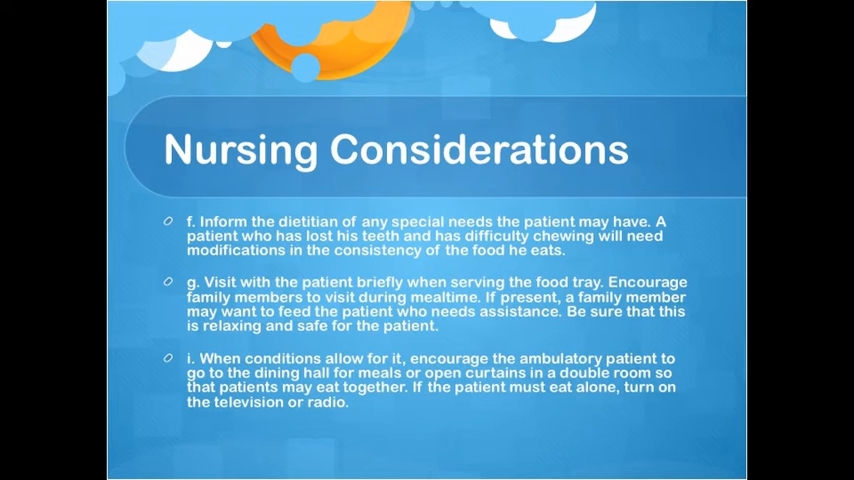 Nursing Considerations
f. Inform the dietitian of any special needs the patient may have. A
patient who has lost his teeth and has difficulty chewing will need
modifications in the consistency of the food he eats.
g. Visit with the patient briefly when serving the food tray. Encourage
family members to visit during mealtime. If present, a family member
may want to feed the patient who needs assistance. Be sure that this
is relaxing and safe for the patient.
i. When conditions allow for it, encourage the ambulatory patient to
go to the dining hall for meals or open curtains in a double room so
that patients may eat together. If the patient must eat alone, turn on
the television or radio.